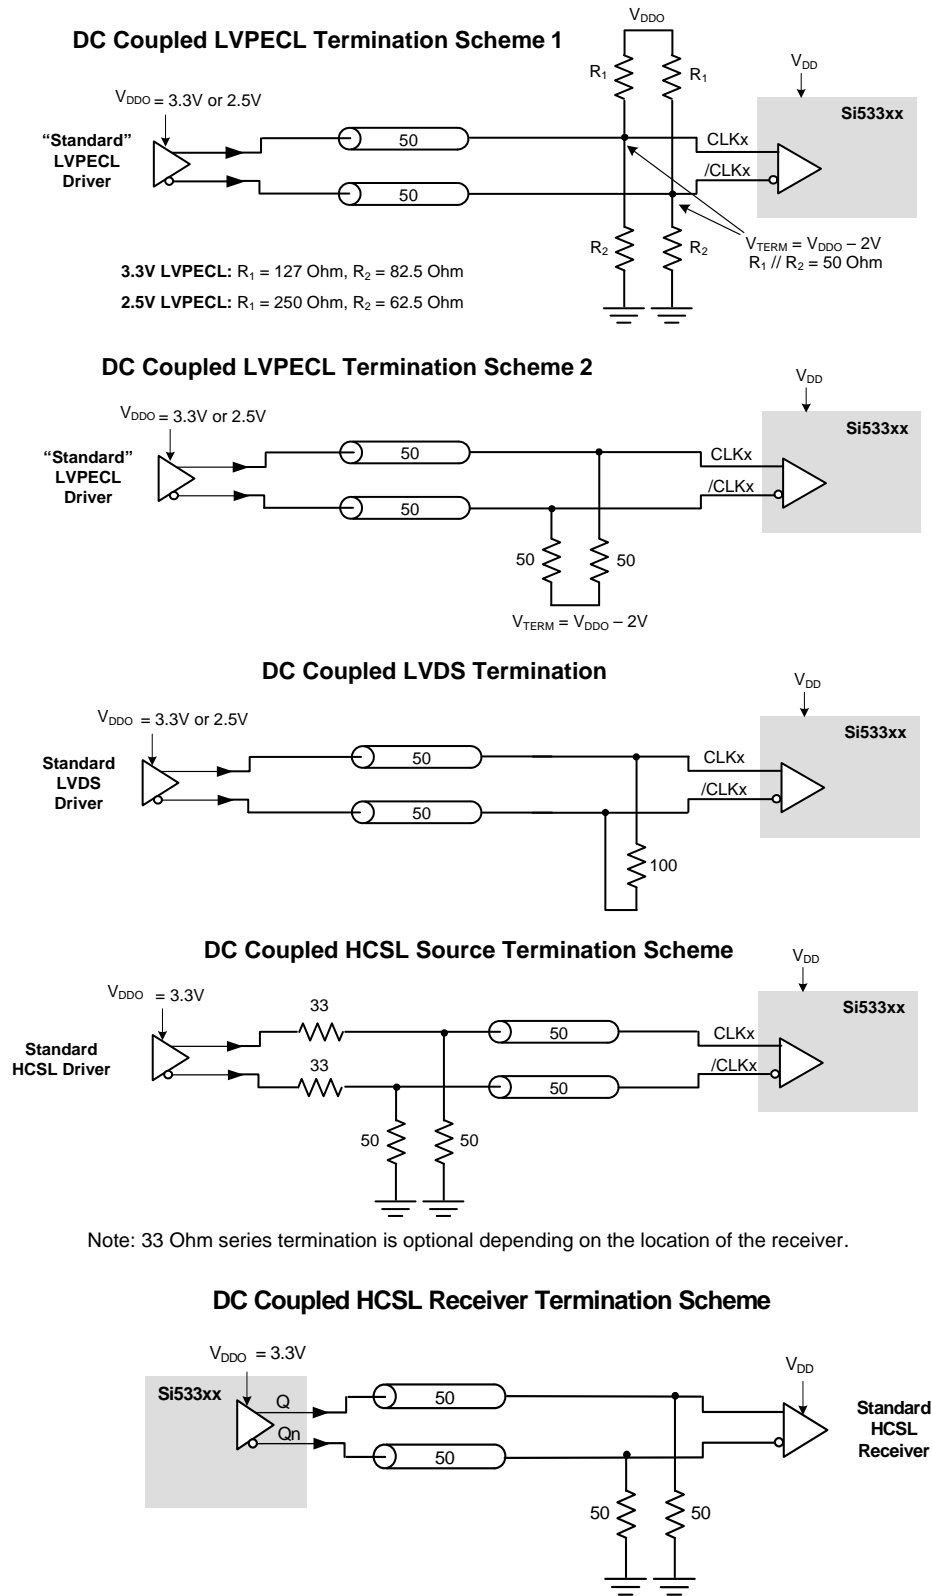 DC Coupled LVPECL Termination Scheme 1
VDDO
R1
R1
VDD
VDDO = 3.3V or 2.5V
Si533xx
“Standard”
LVPECL
Driver
50
CLKx
50
/CLKx
R2
R2
VTERM = VDDO – 2V
R1 // R2 = 50 Ohm
3.3V LVPECL: R1 = 127 Ohm, R2 = 82.5 Ohm
2.5V LVPECL: R1 = 250 Ohm, R2 = 62.5 Ohm
DC Coupled LVPECL Termination Scheme 2
VDD
VDDO = 3.3V or 2.5V
Si533xx
“Standard”
LVPECL
Driver
50
CLKx
50
/CLKx
50
50
VTERM = VDDO – 2V
DC Coupled LVDS Termination
VDD
VDDO = 3.3V or 2.5V
Si533xx
Standard
LVDS
Driver
50
CLKx
50
/CLKx
100
DC Coupled HCSL Source Termination Scheme
VDD
VDDO = 3.3V
Si533xx
33
Standard
HCSL Driver
50
CLKx
33
50
/CLKx
50
50
Note: 33 Ohm series termination is optional depending on the location of the receiver.
DC Coupled HCSL Receiver Termination Scheme
VDDO = 3.3V
VDD
Si533xx
Q
50
Qn
50
Standard
HCSL
Receiver
50
50